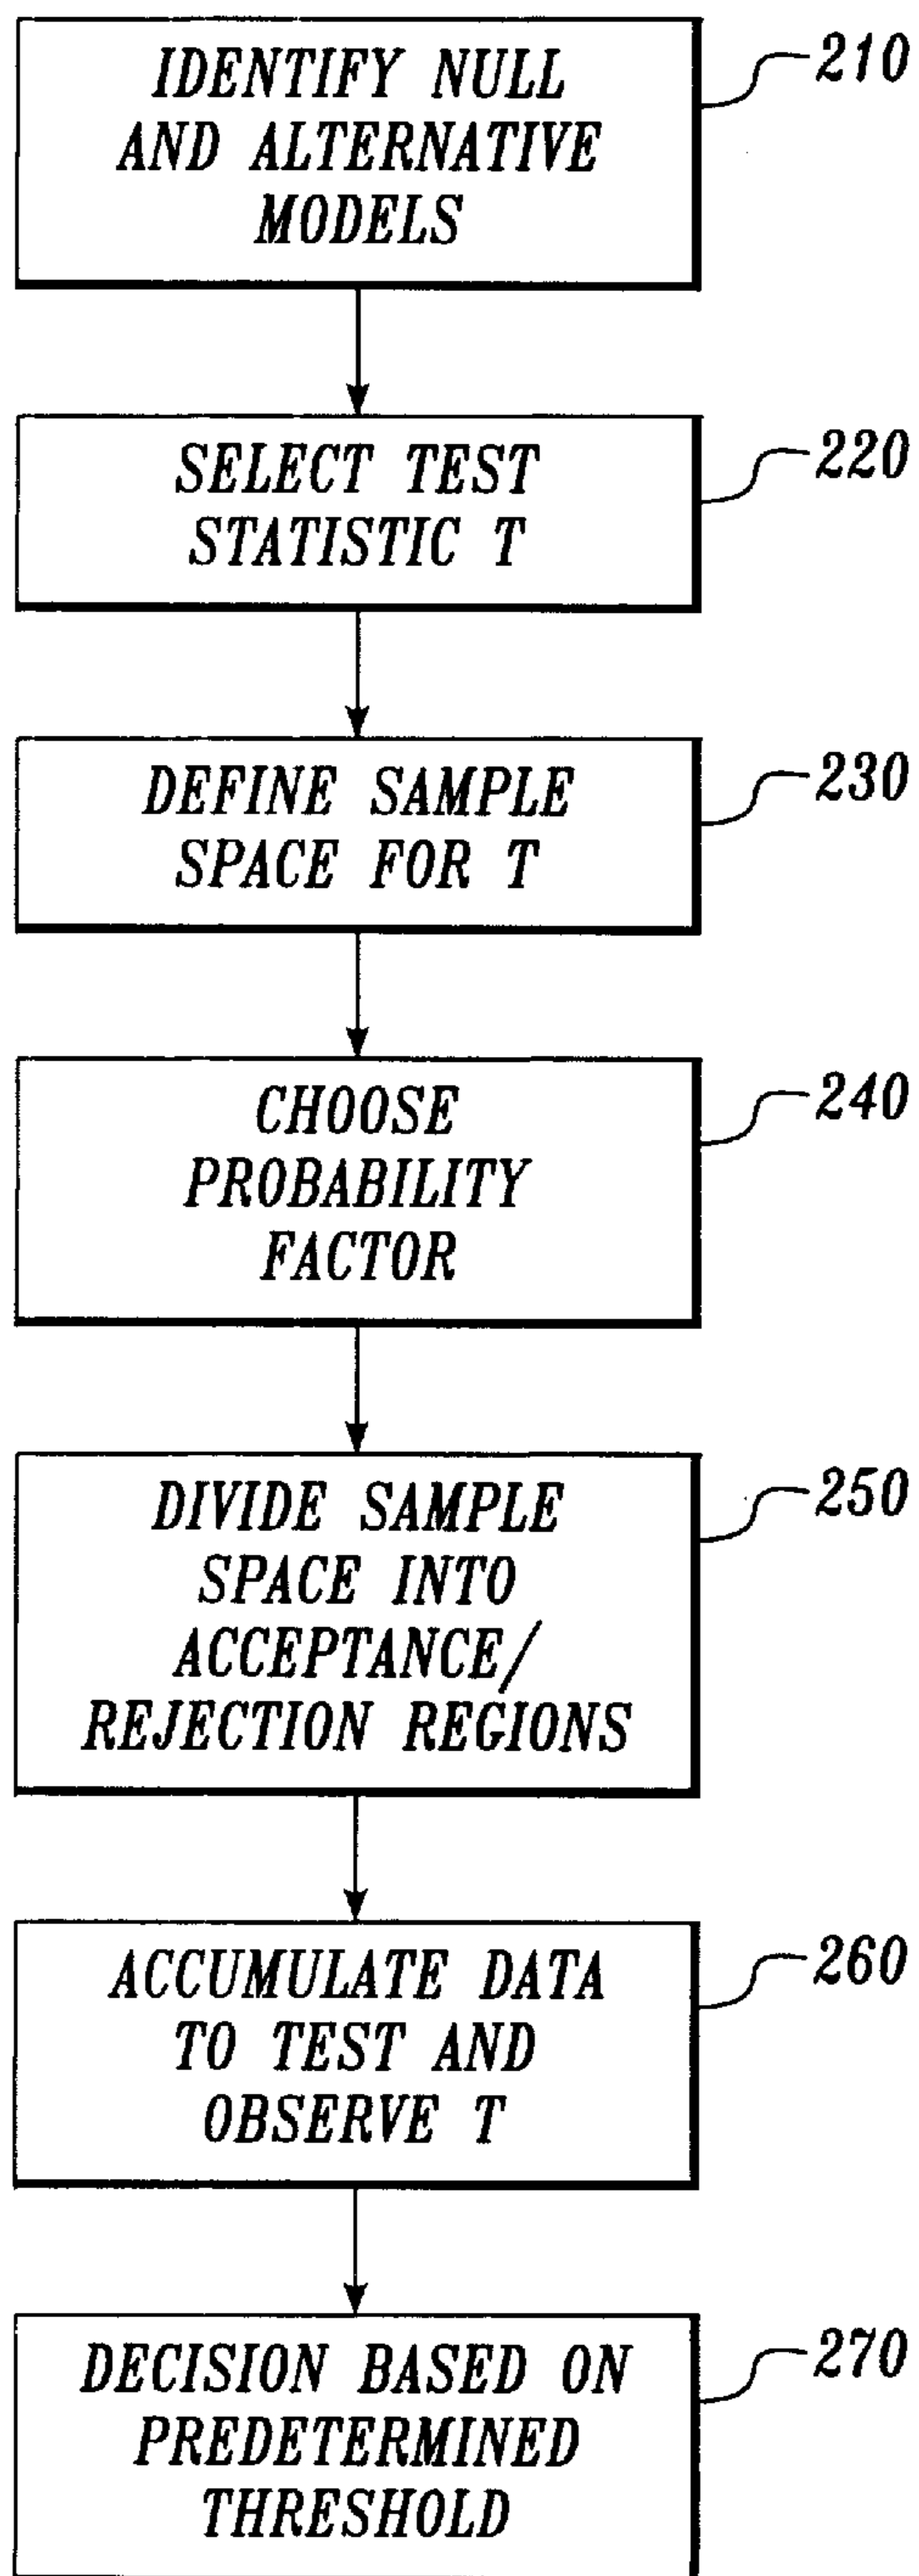 IDENTIFY NULL
AND ALTERNATIVE
MODELS
210
SELECT TEST
STATISTIC T
220
DEFINE SAMPLE
SPACE FOR T
230
CHOOSE
PROBABILITY
FACTOR
240
DIVIDE SAMPLE
SPACE INTO
ACCEPTANCE/
REJECTION REGIONS
250
ACCUMULATE DATA
TO TEST AND
OBSERVE T
260
DECISION BASED ON
PREDETERMINED
THRESHOLD
270